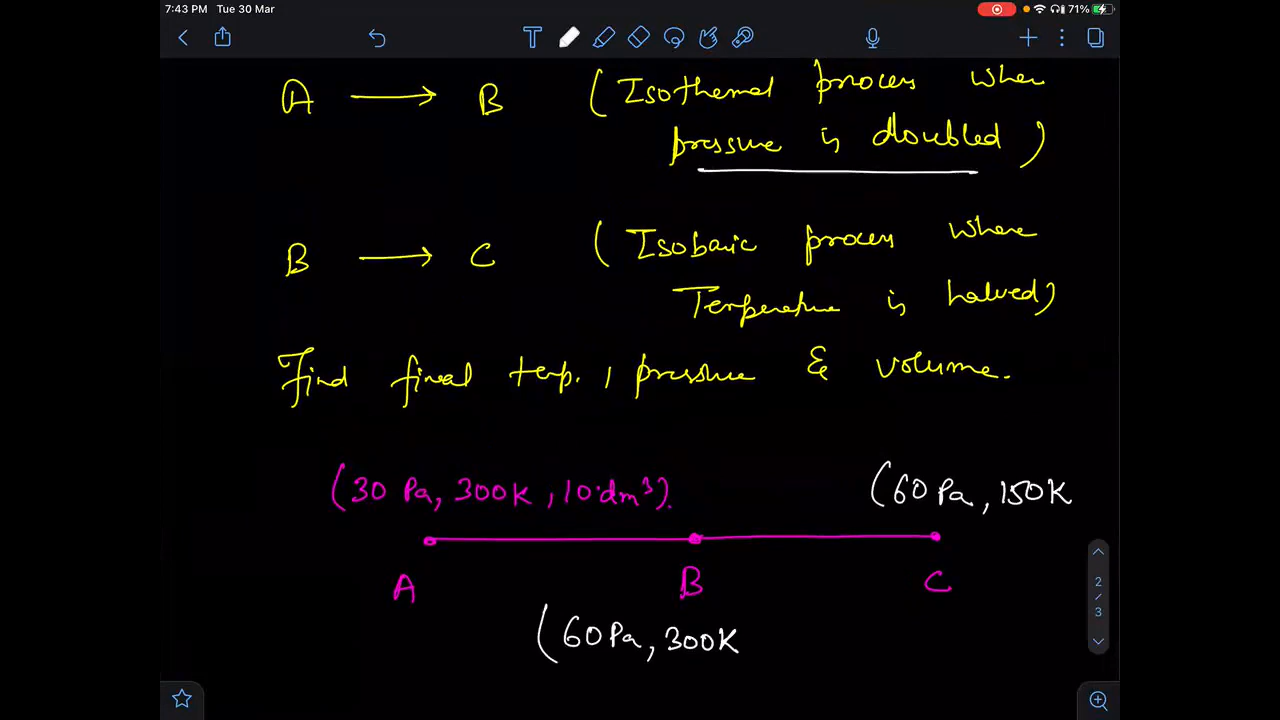 7:43 PM Tue 30 Mar
71%
A → B (Isothermal process where
pressure is doubled)
B → C (Isobaric process where
Temperature is halved)
Find final temp., pressure & volume.
(30 Pa, 300K, 10 dm³).
(60 Pa, 150K
A B C
(60 Pa, 300K
2
/
3